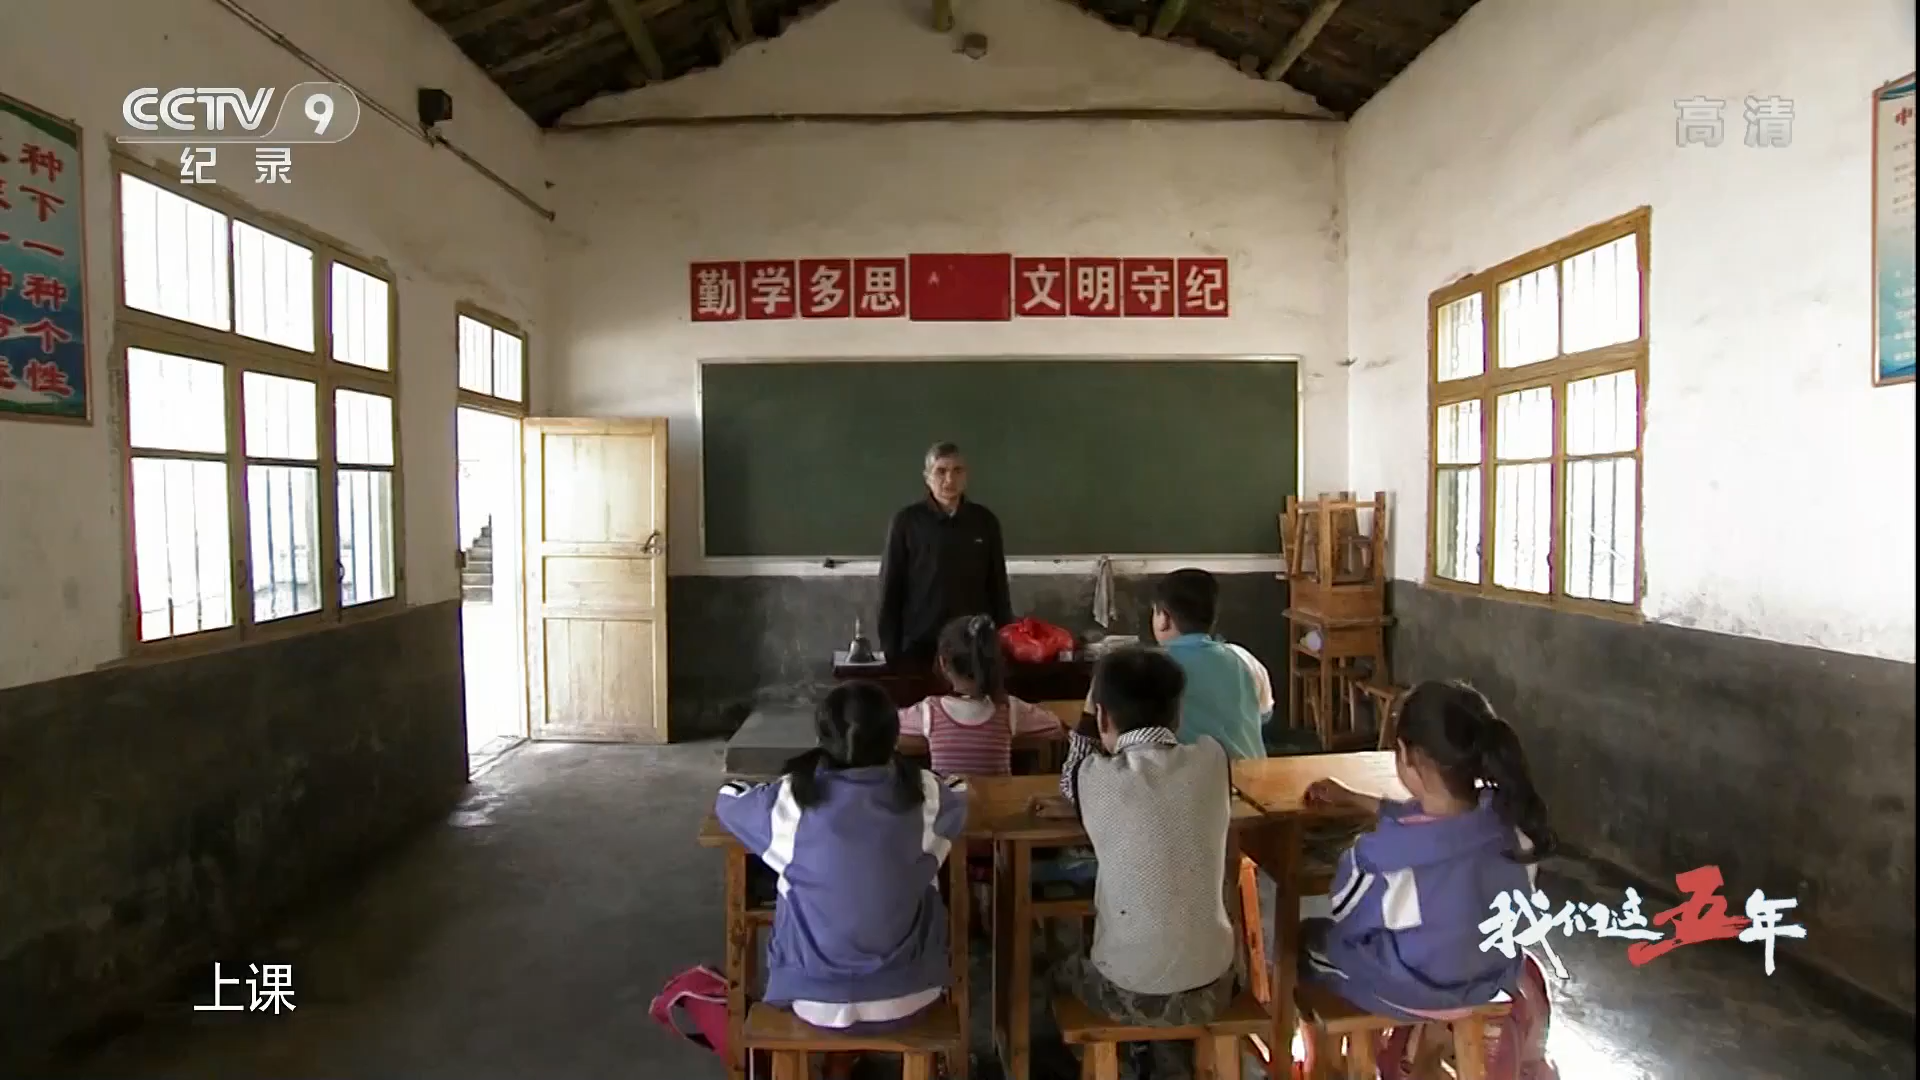 CCTV 9
纪录
高清
种
下
一
种
个
性
中
勤学多思 文明守纪
我们这五年
上课